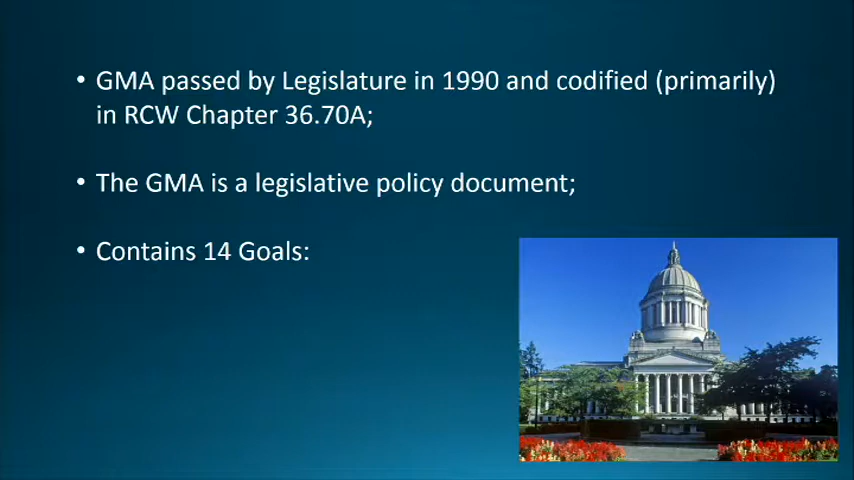 • GMA passed by Legislature in 1990 and codified (primarily)
in RCW Chapter 36.70A;
• The GMA is a legislative policy document;
• Contains 14 Goals: